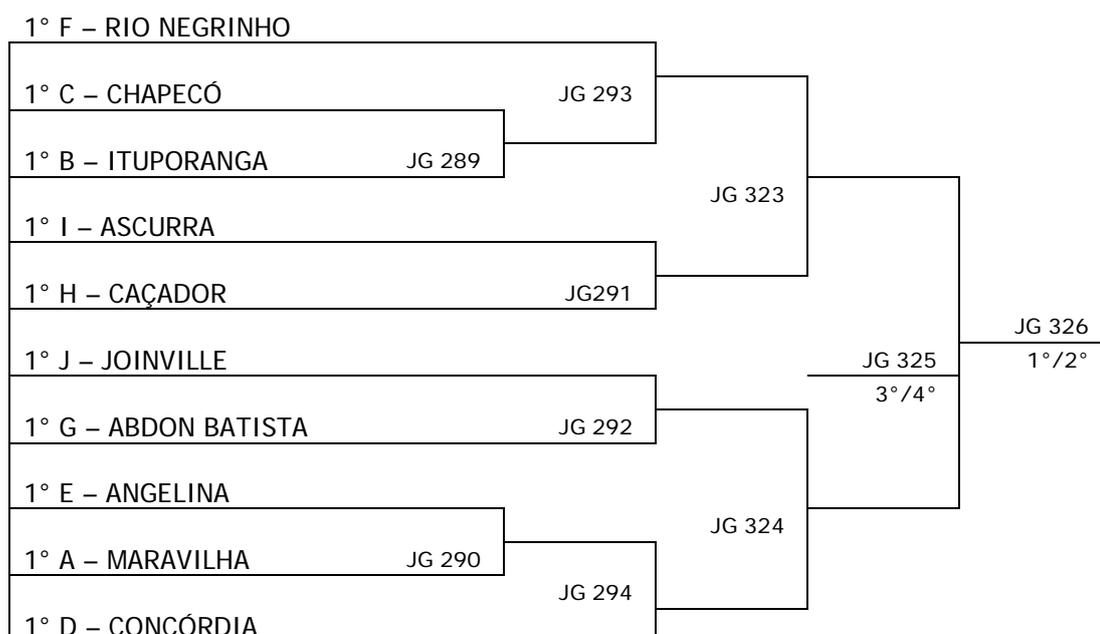 1° F – RIO NEGRINHO
1° C – CHAPECÓ
JG 293
1° B – ITUPORANGA
JG 289
JG 323
1° I – ASCURRA
1° H – CAÇADOR
JG291
JG 326
1°/2°
1° J – JOINVILLE
JG 325
3°/4°
1° G – ABDON BATISTA
JG 292
1° E – ANGELINA
JG 324
1° A – MARAVILHA
JG 290
JG 294
1° D – CONCÓRDIA